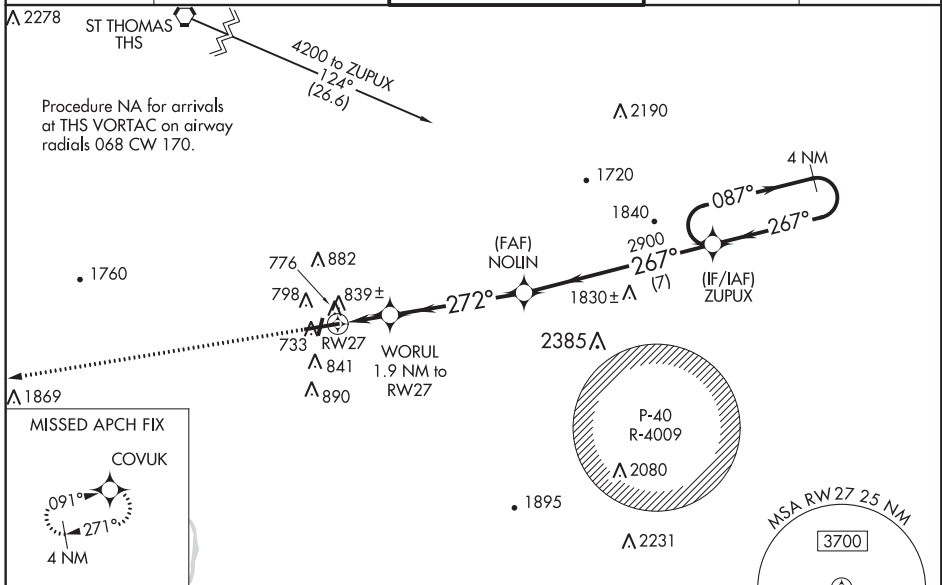 2278
ST THOMAS
THS
4200 to ZUPUX
124°
(26.6)
Procedure NA for arrivals
at THS VORTAC on airway
radials 068 CW 170.
2190
4 NM
1720
087°
1840
267°
2900
267°
(7)
(FAF)
NOLIN
(IF/IAF)
ZUPUX
882
776
1760
798
839±
272°
1830±
733
RW27
WORUL
1.9 NM to
RW27
2385
841
890
1869
P-40
R-4009
2080
MISSED APCH FIX
COVUK
091°
271°
4 NM
1895
2231
MSA RW27 25 NM
3700